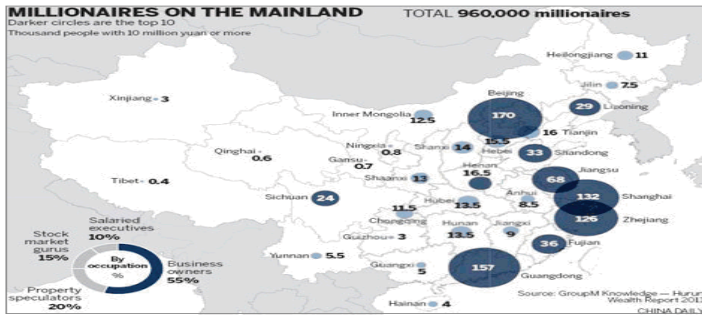 MILLIONAIRES ON THE MAINLAND
TOTAL 960,000 millionaires
Darker circles are the top 10
Thousand people with 10 million yuan or more
Heilongjiang 11
Jilin 7.5
Beijing
170
29 Liaoning
Xinjiang 3
Inner Mongolia
12.5
16 Tianjin
15.5
Hebei
Ningxia
0.8
Shanxi 14
33 Shandong
Qinghai
0.6
Gansu
0.7
Henan
16.5
Jiangsu
68
Tibet 0.4
Shaanxi 13
Sichuan 24
Anhui
8.5
132 Shanghai
Hubei
13.5
126 Zhejiang
11.5
Chongqing
Hunan
13.5
Jiangxi
9
Guizhou 3
36 Fujian
Yunnan 5.5
Guangxi
5
157
Guangdong
Hainan 4
Salaried
executives
10%
Stock
market
gurus
15%
By
occupation
%
Business
owners
55%
Property
speculators
20%
Source: GroupM Knowledge — Hurun
Wealth Report 201
CHINA DAILY